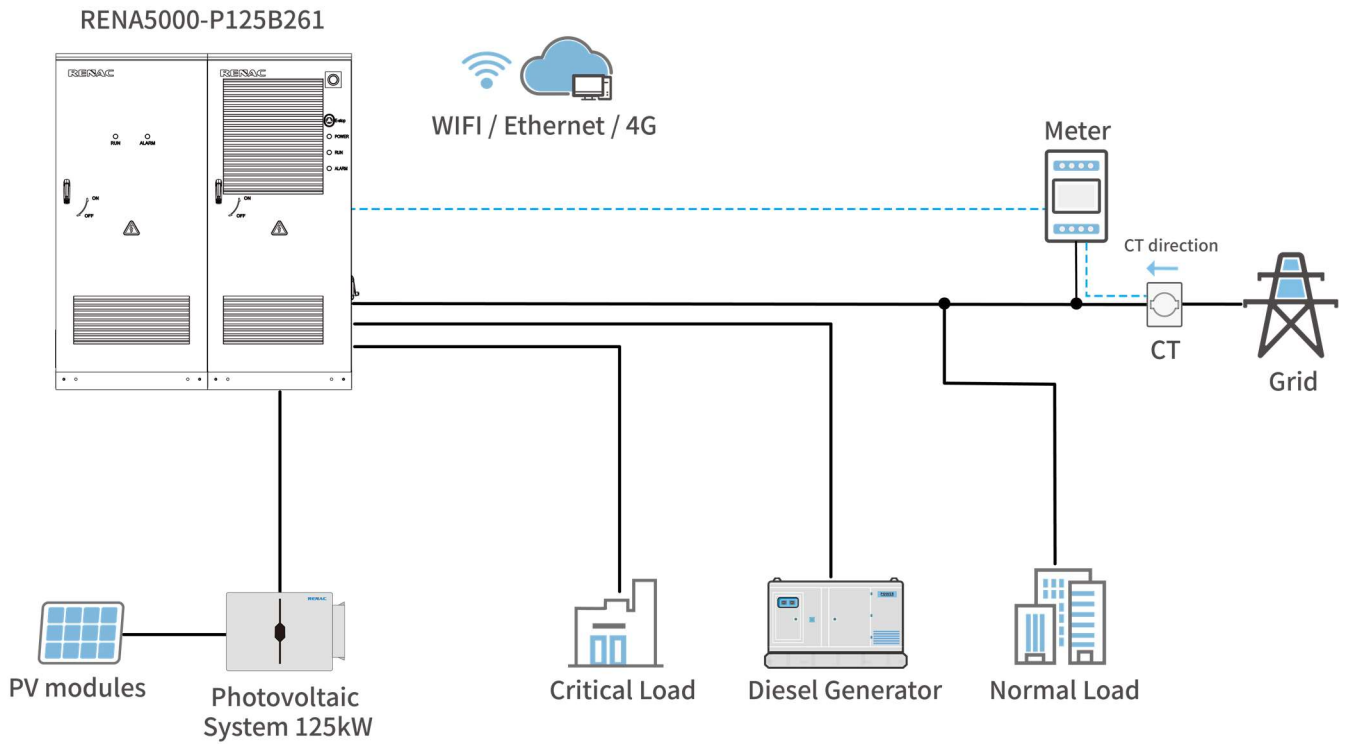 RENA5000-P125B261
RENAC
RENAC
E-stop
POWER
RUN
ALARM
RUN
ALARM
ON
OFF
ON
OFF
WIFI / Ethernet / 4G
Meter
CT direction
CT
Grid
PV modules
RENAC
Photovoltaic
System 125kW
Critical Load
Diesel Generator
Normal Load